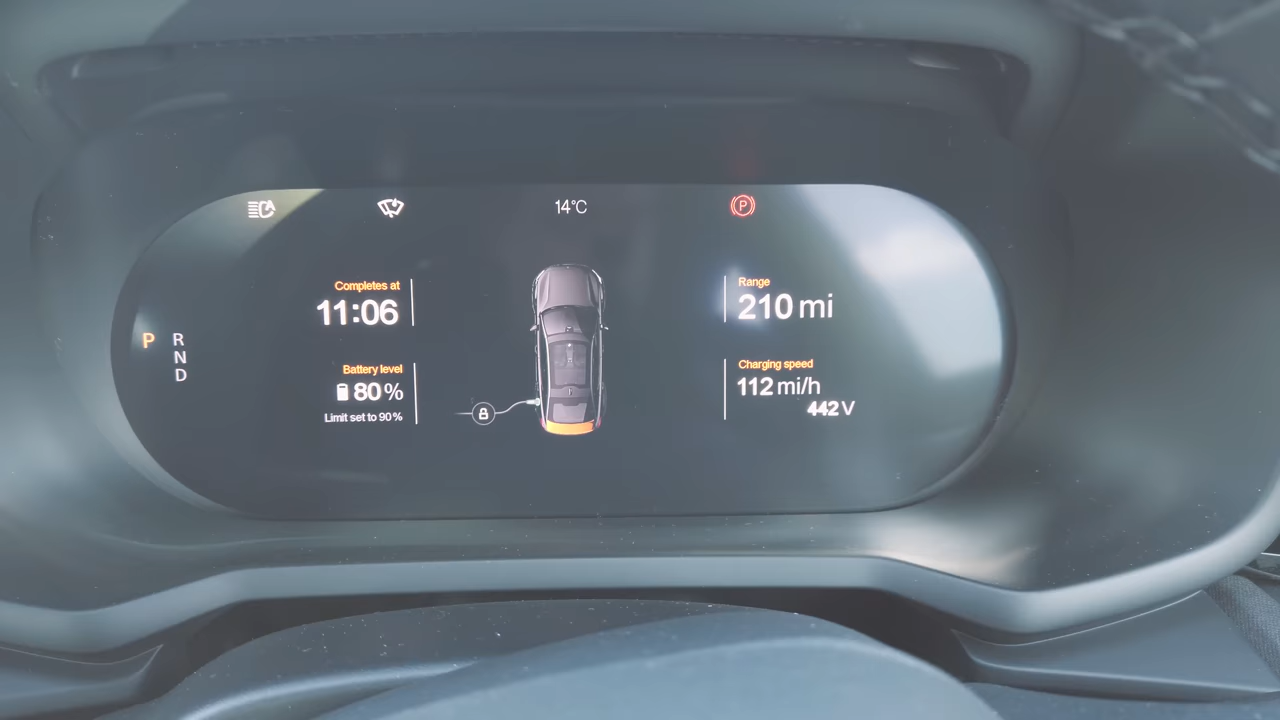 14°C
P
Completes at
11:06
Range
210 mi
P
R
N
D
Battery level
80%
Limit set to 90%
Charging speed
112 mi/h
442 V